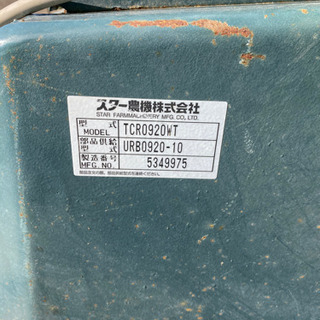 スター農機株式会社
STAR FARMMACHINERY MFG. CO., LTD.
型式 MODEL TCR0920WT
部品供給型式 URB0920-10
製造番号 MFG.NO. 5349975